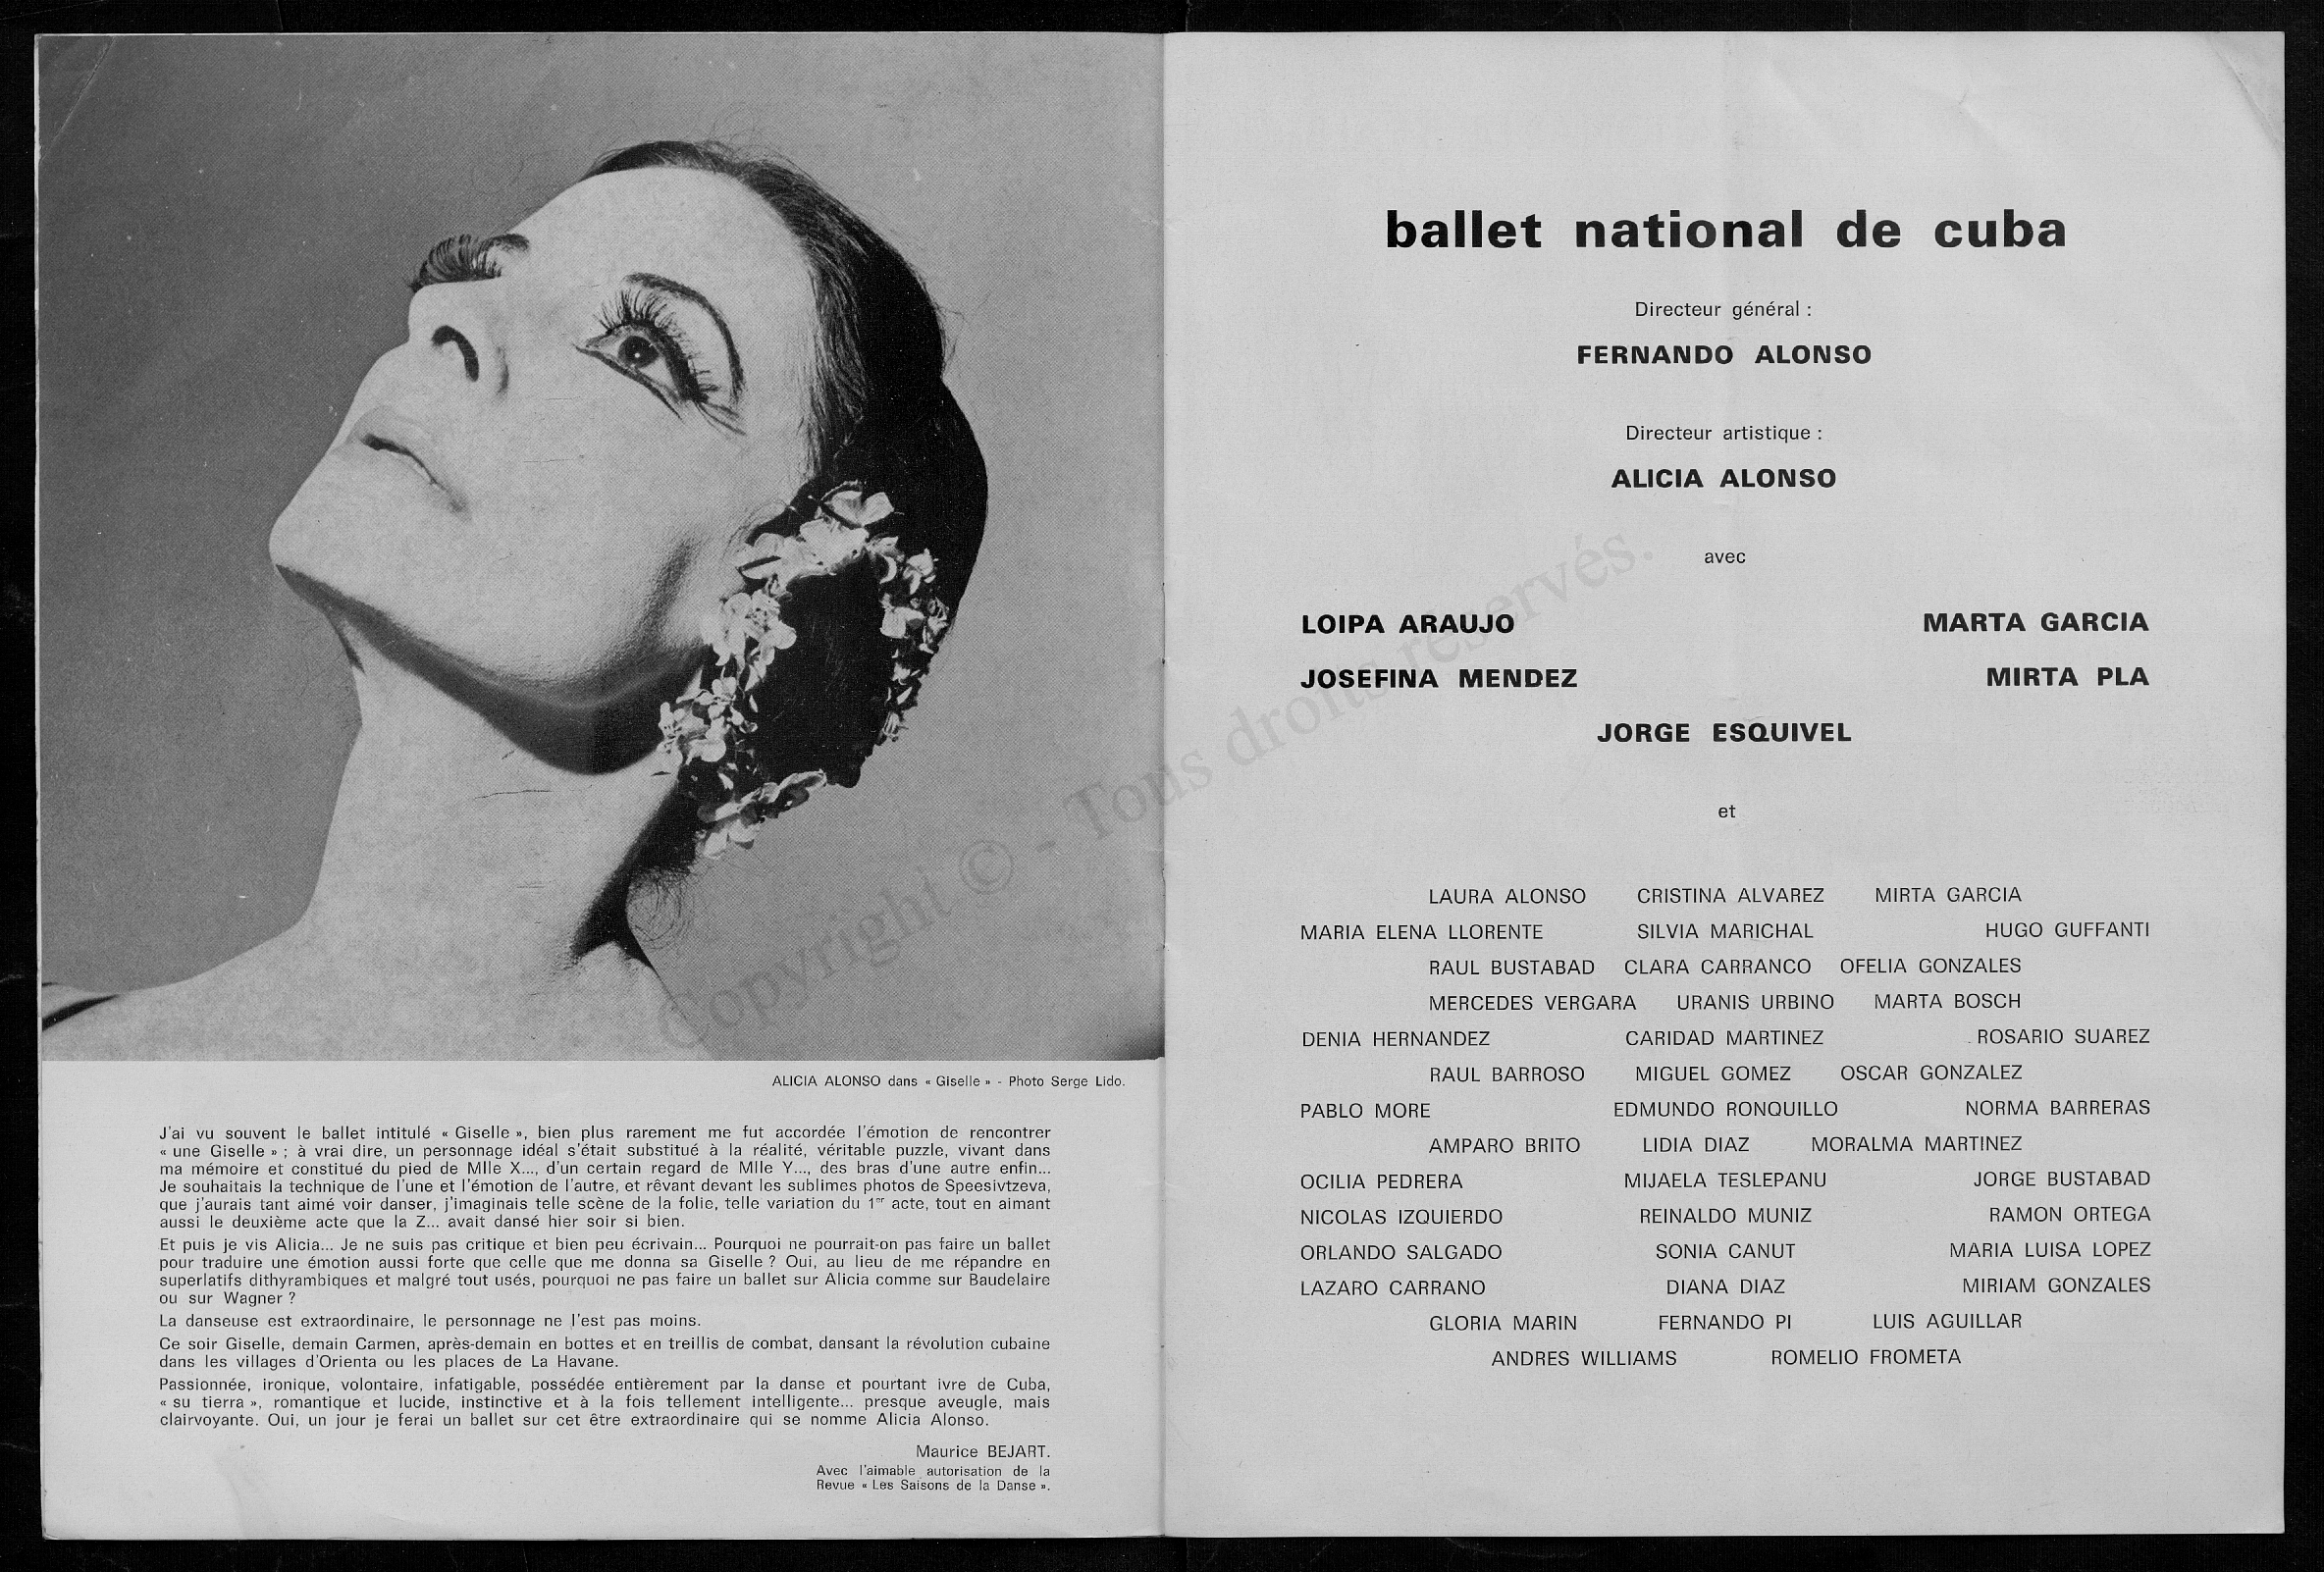 ALICIA ALONSO dans « Giselle » - Photo Serge Lido.
J'ai vu souvent le ballet intitulé « Giselle », bien plus rarement me fut accordée l'émotion de rencontrer
« une Giselle » ; à vrai dire, un personnage idéal s'était substitué à la réalité, véritable puzzle, vivant dans
ma mémoire et constitué du pied de Mlle X..., d'un certain regard de Mlle Y..., des bras d'une autre enfin...
Je souhaitais la technique de l'une et l'émotion de l'autre, et rêvant devant les sublimes photos de Speesivtzeva,
que j'aurais tant aimé voir danser, j'imaginais telle scène de la folie, telle variation du 1er acte, tout en aimant
aussi le deuxième acte que la Z... avait dansé hier soir si bien.
Et puis je vis Alicia... Je ne suis pas critique et bien peu écrivain... Pourquoi ne pourrait-on pas faire un ballet
pour traduire une émotion aussi forte que celle que me donna sa Giselle ? Oui, au lieu de me répandre en
superlatifs dithyrambiques et malgré tout usés, pourquoi ne pas faire un ballet sur Alicia comme sur Baudelaire
ou sur Wagner ?
La danseuse est extraordinaire, le personnage ne l'est pas moins.
Ce soir Giselle, demain Carmen, après-demain en bottes et en treillis de combat, dansant la révolution cubaine
dans les villages d'Orienta ou les places de La Havane.
Passionnée, ironique, volontaire, infatigable, possédée entièrement par la danse et pourtant ivre de Cuba,
« su tierra », romantique et lucide, instinctive et à la fois tellement intelligente... presque aveugle, mais
clairvoyante. Oui, un jour je ferai un ballet sur cet être extraordinaire qui se nomme Alicia Alonso.
Maurice BEJART.
Avec l'aimable autorisation de la
Revue « Les Saisons de la Danse ».
ballet national de cuba
Directeur général :
FERNANDO ALONSO
Directeur artistique :
ALICIA ALONSO
avec
LOIPA ARAUJO MARTA GARCIA
JOSEFINA MENDEZ MIRTA PLA
JORGE ESQUIVEL
et
LAURA ALONSO CRISTINA ALVAREZ MIRTA GARCIA
MARIA ELENA LLORENTE SILVIA MARICHAL HUGO GUFFANTI
RAUL BUSTABAD CLARA CARRANCO OFELIA GONZALES
MERCEDES VERGARA URANIS URBINO MARTA BOSCH
DENIA HERNANDEZ CARIDAD MARTINEZ ROSARIO SUAREZ
RAUL BARROSO MIGUEL GOMEZ OSCAR GONZALEZ
PABLO MORE EDMUNDO RONQUILLO NORMA BARRERAS
AMPARO BRITO LIDIA DIAZ MORALMA MARTINEZ
OCILIA PEDRERA MIJAELA TESLEPANU JORGE BUSTABAD
NICOLAS IZQUIERDO REINALDO MUNIZ RAMON ORTEGA
ORLANDO SALGADO SONIA CANUT MARIA LUISA LOPEZ
LAZARO CARRANO DIANA DIAZ MIRIAM GONZALES
GLORIA MARIN FERNANDO PI LUIS AGUILLAR
ANDRES WILLIAMS ROMELIO FROMETA
Copyright © - Tous droits réservés.